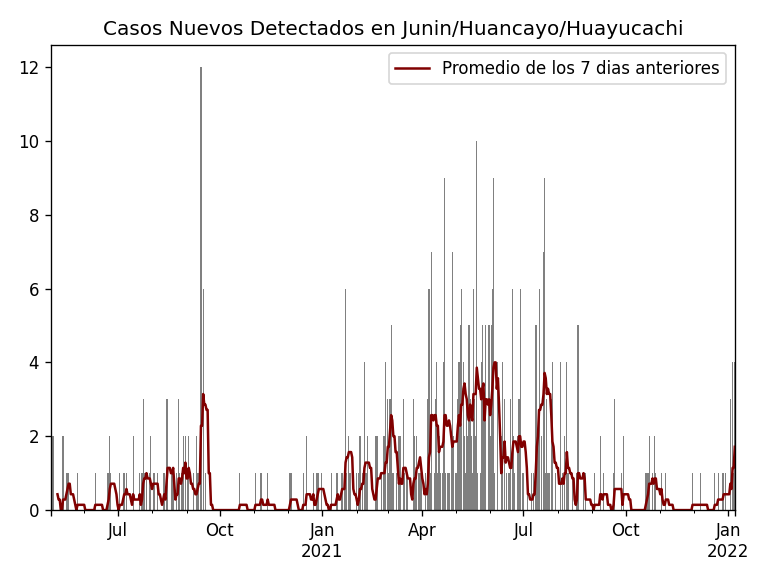 Casos Nuevos Detectados en Junin/Huancayo/Huayucachi
Promedio de los 7 dias anteriores
12
10
8
6
4
2
0
Jul
Oct
Jan
2021
Apr
Jul
Oct
Jan
2022